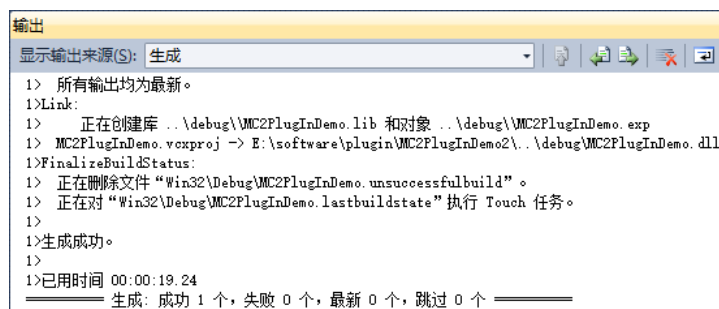 输出
显示输出来源(S): 生成
1>  所有输出均为最新。
1>Link:
1>     正在创建库 ..\debug\\MC2PlugInDemo.lib 和对象 ..\debug\\MC2PlugInDemo.exp
1>  MC2PlugInDemo.vcxproj -> E:\software\plugin\MC2PlugInDemo2\..\debug\MC2PlugInDemo.dll
1>FinalizeBuildStatus:
1>  正在删除文件“Win32\Debug\MC2PlugInDemo.unsuccessfulbuild”。
1>  正在对“Win32\Debug\MC2PlugInDemo.lastbuildstate”执行 Touch 任务。
1>
1>生成成功。
1>
1>已用时间 00:00:19.24
========== 生成: 成功 1 个，失败 0 个，最新 0 个，跳过 0 个 ==========